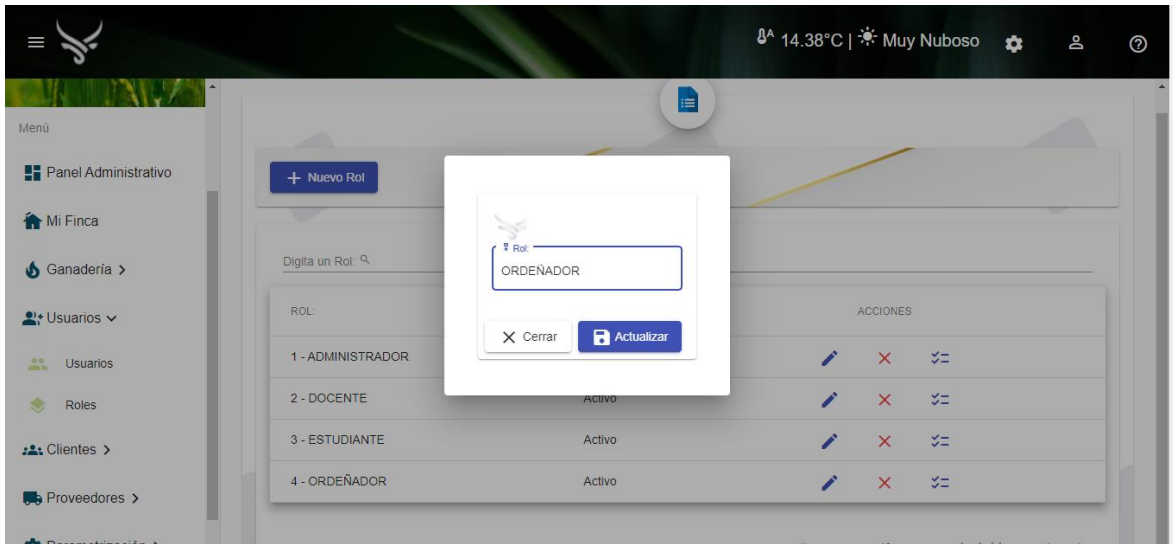 14.38°C | Muy Nuboso
Menú
Panel Administrativo
Mi Finca
Ganadería
Usuarios
Usuarios
Roles
Clientes
Proveedores
Parametrización
Nuevo Rol
Digita un Rol:
ROL:
ACCIONES
1 - ADMINISTRADOR
2 - DOCENTE
Activo
3 - ESTUDIANTE
Activo
4 - ORDEÑADOR
Activo
Rol:
ORDEÑADOR
Cerrar
Actualizar